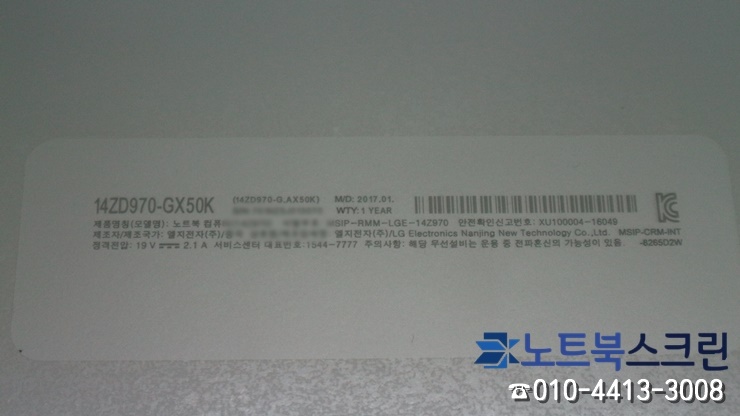 14ZD970-GX50K (14ZD970-G.AX50K) M/D: 2017.01.
WTY: 1 YEAR
제품명칭(모델명): 노트북 컴퓨 MSIP-RMM-LGE-14Z970 안전확인신고번호: XU100004-16049
제조자/제조국가: 엘지전자(주)/ 엘지전자(주)/LG Electronics Nanjing New Technology Co.,Ltd. MSIP-CRM-INT
정격전압: 19 V 2.1 A 서비스센터 대표번호: 1544-7777 주의사항: 해당 무선설비는 운용 중 전파혼신의 가능성이 있음. -8265D2W
노트북스크린
☎010-4413-3008